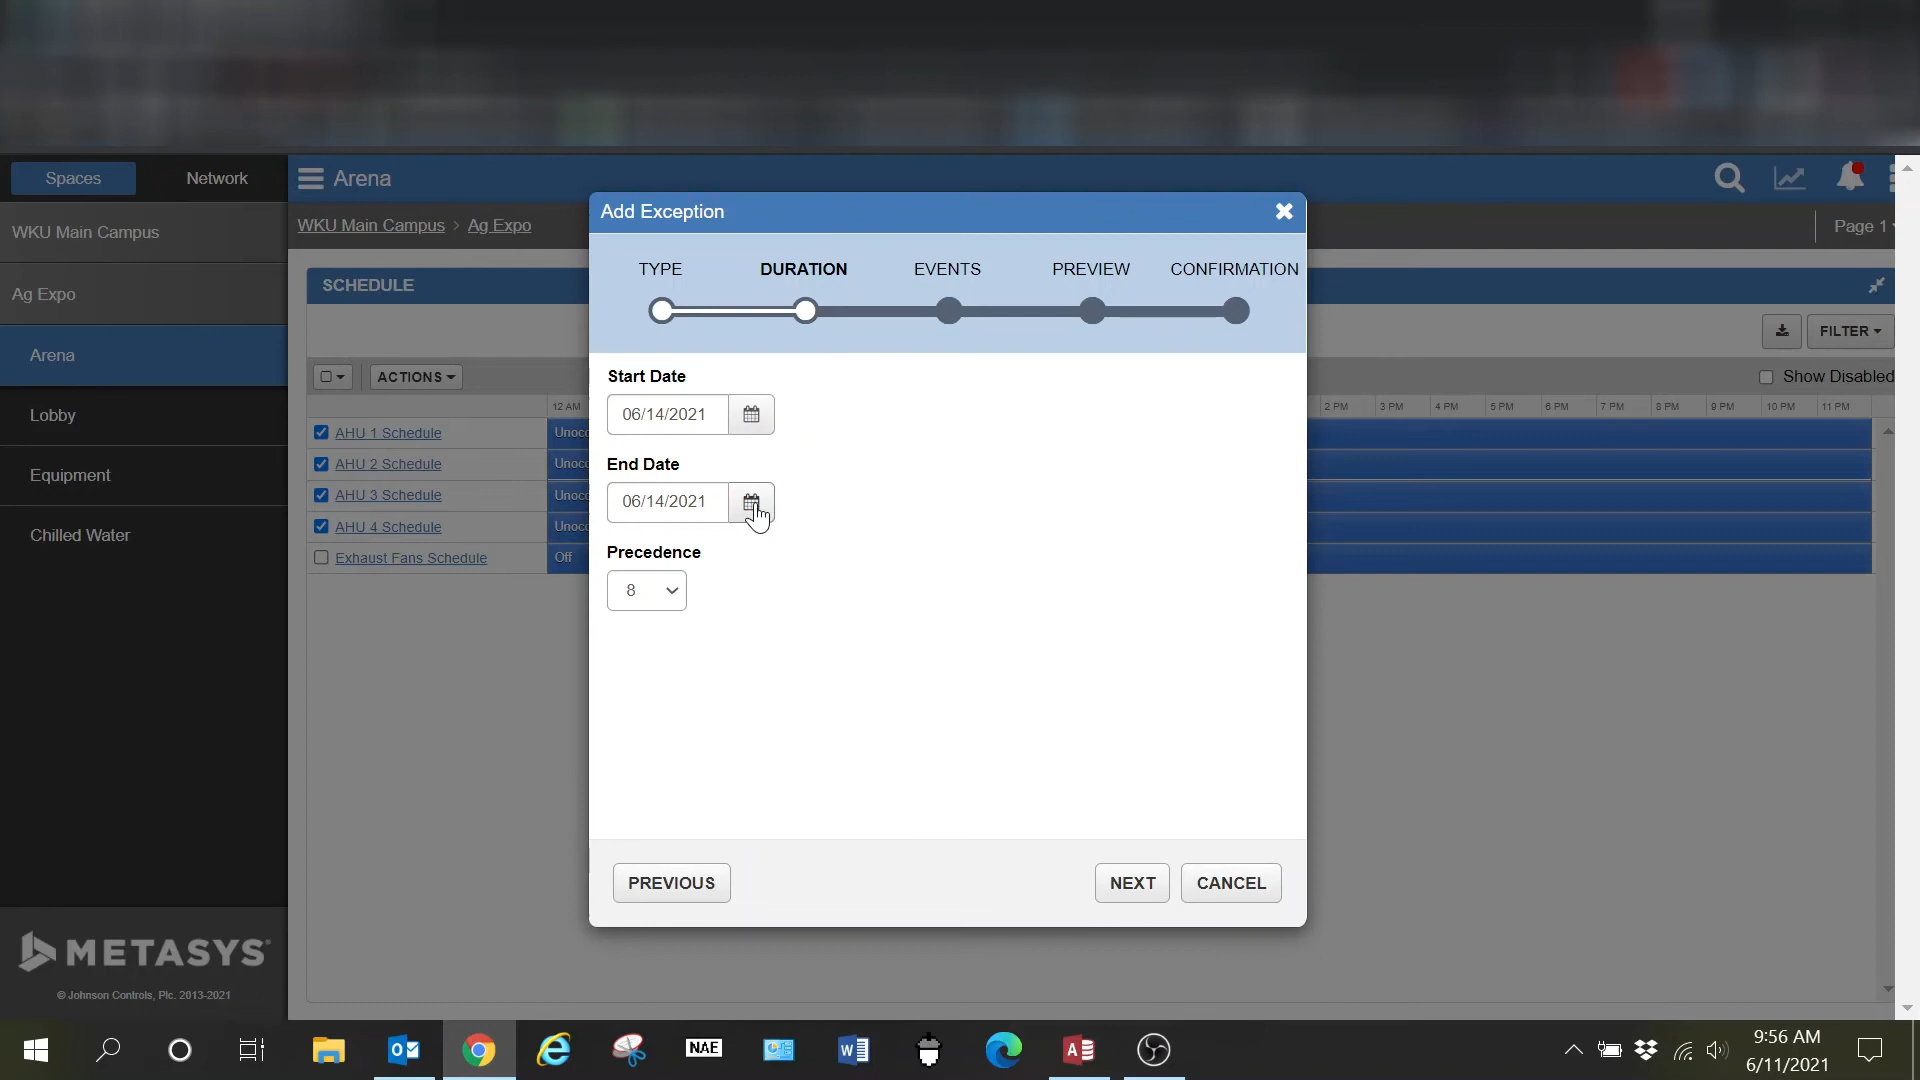 Spaces
Network
Arena
WKU Main Campus
Ag Expo
Arena
Lobby
Equipment
Chilled Water
METASYS
© Johnson Controls, Plc. 2013-2021
WKU Main Campus > Ag Expo
Page 1
SCHEDULE
FILTER
ACTIONS
Show Disabled
12 AM
2 PM 3 PM 4 PM 5 PM 6 PM 7 PM 8 PM 9 PM 10 PM 11 PM
AHU 1 Schedule Unocc
AHU 2 Schedule Unocc
AHU 3 Schedule Unocc
AHU 4 Schedule Unocc
Exhaust Fans Schedule Off
Add Exception
TYPE DURATION EVENTS PREVIEW CONFIRMATION
Start Date
06/14/2021
End Date
06/14/2021
Precedence
8
PREVIOUS
NEXT
CANCEL
NAE
9:56 AM
6/11/2021